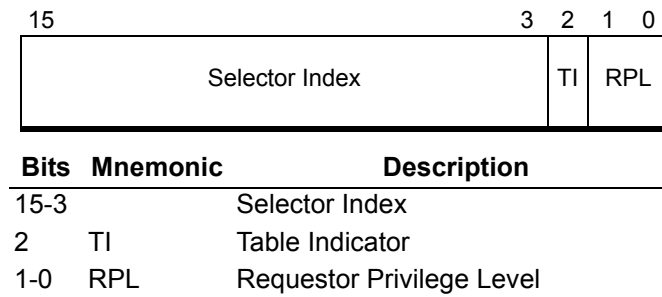 15 3 2 1 0
Selector Index TI RPL
Bits Mnemonic Description
15-3 Selector Index
2 TI Table Indicator
1-0 RPL Requestor Privilege Level